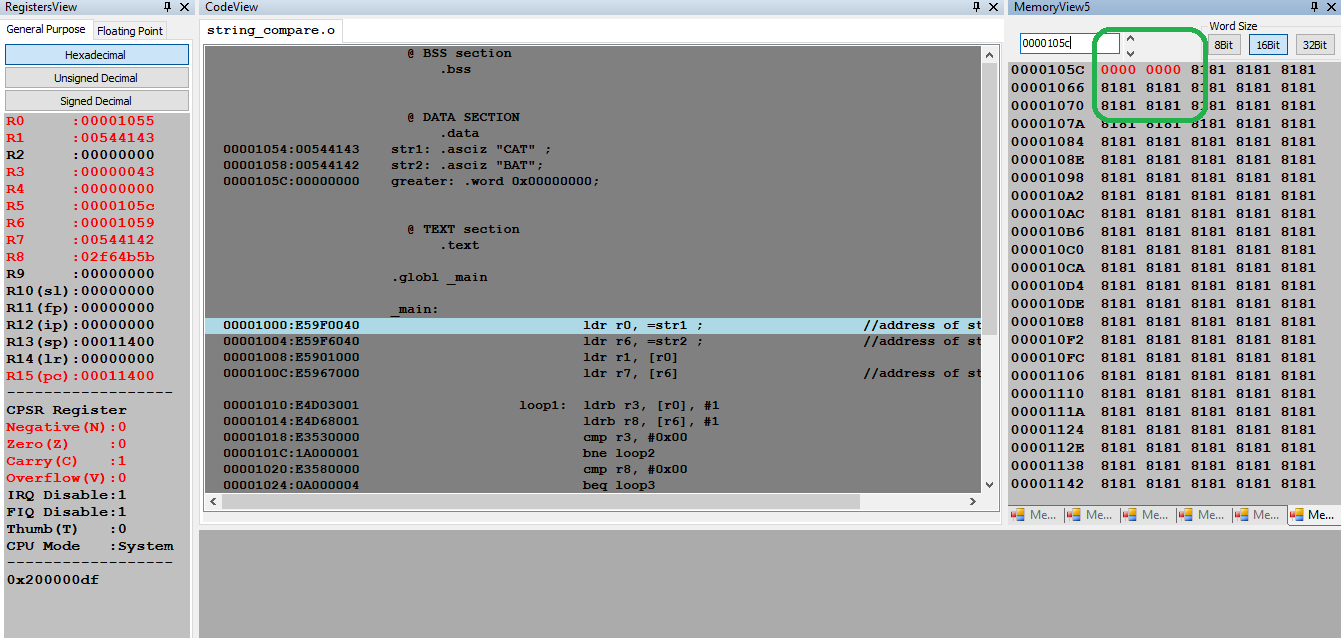 RegistersView
General Purpose Floating Point
Hexadecimal
Unsigned Decimal
Signed Decimal
R0 :00001055
R1 :00544143
R2 :00000000
R3 :00000043
R4 :00000000
R5 :0000105c
R6 :00001059
R7 :00544142
R8 :02f64b5b
R9 :00000000
R10(sl):00000000
R11(fp):00000000
R12(ip):00000000
R13(sp):00011400
R14(lr):00000000
R15(pc):00011400
------------------
CPSR Register
Negative(N):0
Zero(Z) :0
Carry(C) :1
Overflow(V):0
IRQ Disable:1
FIQ Disable:1
Thumb(T) :0
CPU Mode :System
------------------
0x200000df
CodeView
string_compare.o
@ BSS section
.bss
@ DATA SECTION
.data
00001054:00544143 str1: .asciz "CAT" ;
00001058:00544142 str2: .asciz "BAT";
0000105C:00000000 greater: .word 0x00000000;
@ TEXT section
.text
.globl _main
_main:
00001000:E59F0040 ldr r0, =str1 ; //address of st
00001004:E59F6040 ldr r6, =str2 ; //address of st
00001008:E5901000 ldr r1, [r0]
0000100C:E5967000 ldr r7, [r6] //address of st
00001010:E4D03001 loop1: ldrb r3, [r0], #1
00001014:E4D68001 ldrb r8, [r6], #1
00001018:E3530000 cmp r3, #0x00
0000101C:1A000001 bne loop2
00001020:E3580000 cmp r8, #0x00
00001024:0A000004 beq loop3
MemoryView5
Word Size
0000105c 8Bit 16Bit 32Bit
0000105C 0000 0000 8181 8181 8181
00001066 8181 8181 8181 8181 8181
00001070 8181 8181 8181 8181 8181
0000107A 8181 8181 8181 8181 8181
00001084 8181 8181 8181 8181 8181
0000108E 8181 8181 8181 8181 8181
00001098 8181 8181 8181 8181 8181
000010A2 8181 8181 8181 8181 8181
000010AC 8181 8181 8181 8181 8181
000010B6 8181 8181 8181 8181 8181
000010C0 8181 8181 8181 8181 8181
000010CA 8181 8181 8181 8181 8181
000010D4 8181 8181 8181 8181 8181
000010DE 8181 8181 8181 8181 8181
000010E8 8181 8181 8181 8181 8181
000010F2 8181 8181 8181 8181 8181
000010FC 8181 8181 8181 8181 8181
00001106 8181 8181 8181 8181 8181
00001110 8181 8181 8181 8181 8181
0000111A 8181 8181 8181 8181 8181
00001124 8181 8181 8181 8181 8181
0000112E 8181 8181 8181 8181 8181
00001138 8181 8181 8181 8181 8181
00001142 8181 8181 8181 8181 8181
Me... Me... Me... Me... Me... Me...